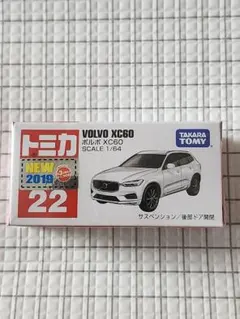 トミカ
NEW
2019
22
VOLVO XC60
ボルボ XC60
SCALE 1/64
TAKARA
TOMY
サスペンション/後部ドア開閉